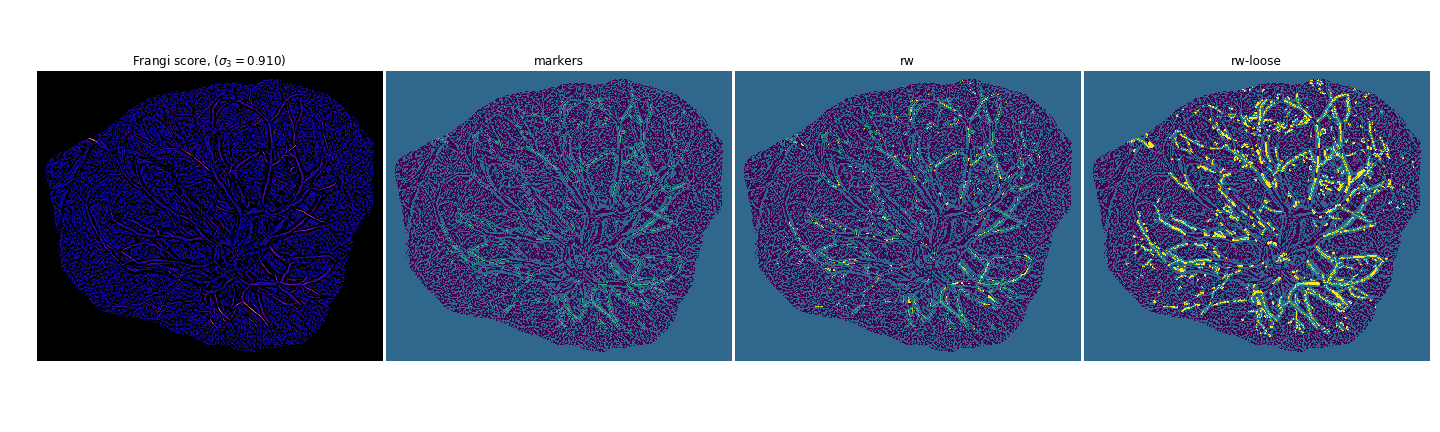 Frangi score, (σ₃ = 0.910)
markers
rw
rw-loose